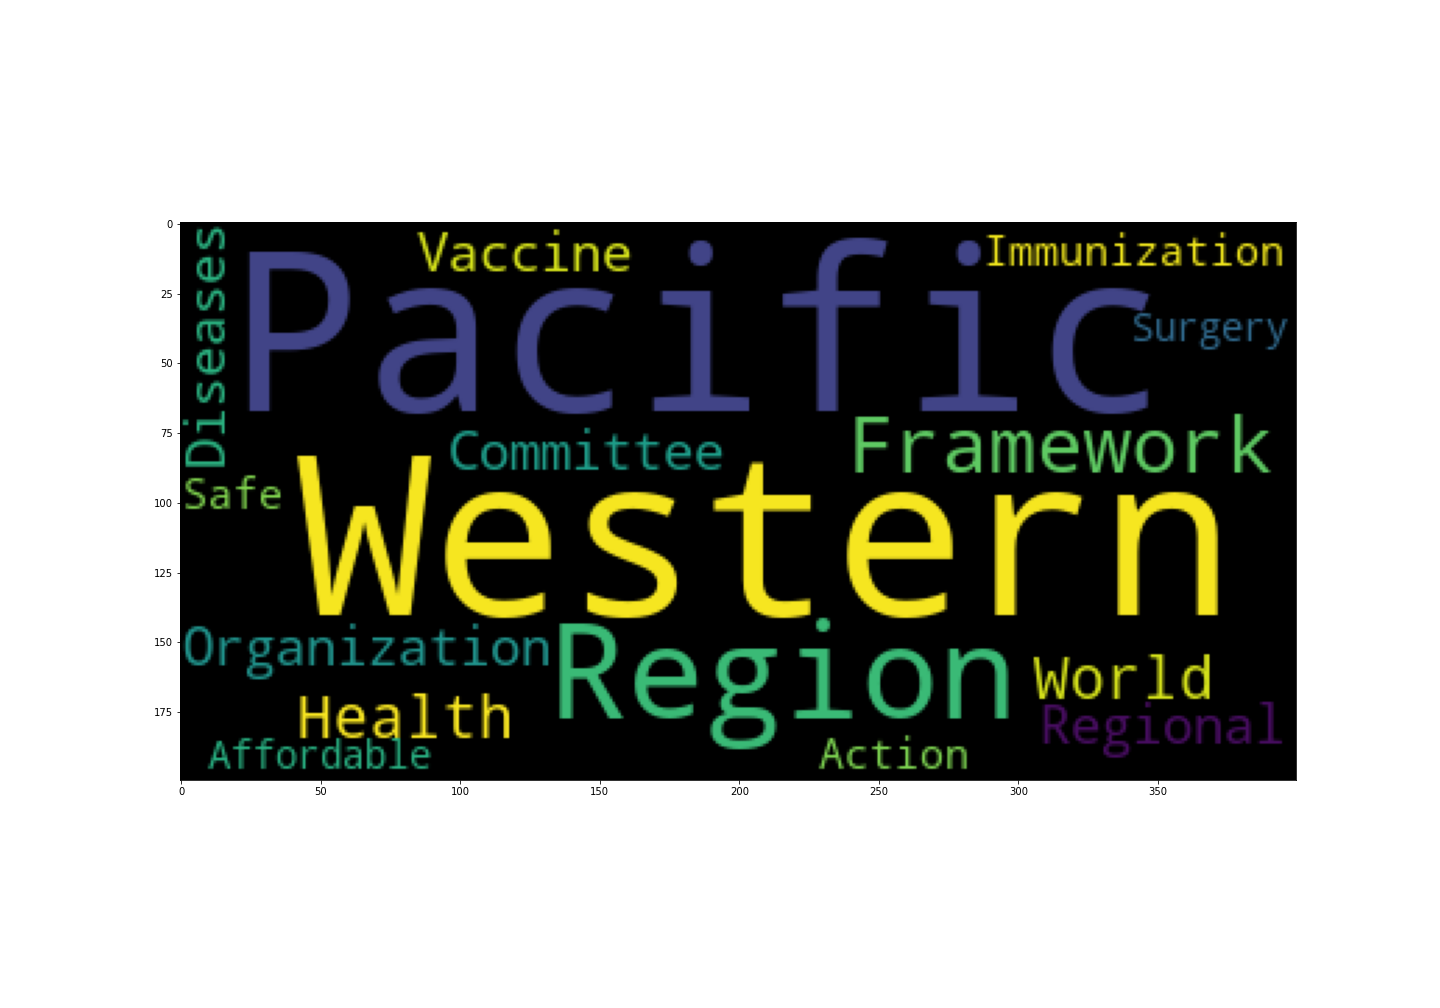 Diseases
Vaccine
Immunization
Pacific
Surgery
Committee
Framework
Safe
Western
Organization
Region
World
Health
Regional
Affordable
Action
0
25
50
75
100
125
150
175
0 50 100 150 200 250 300 350